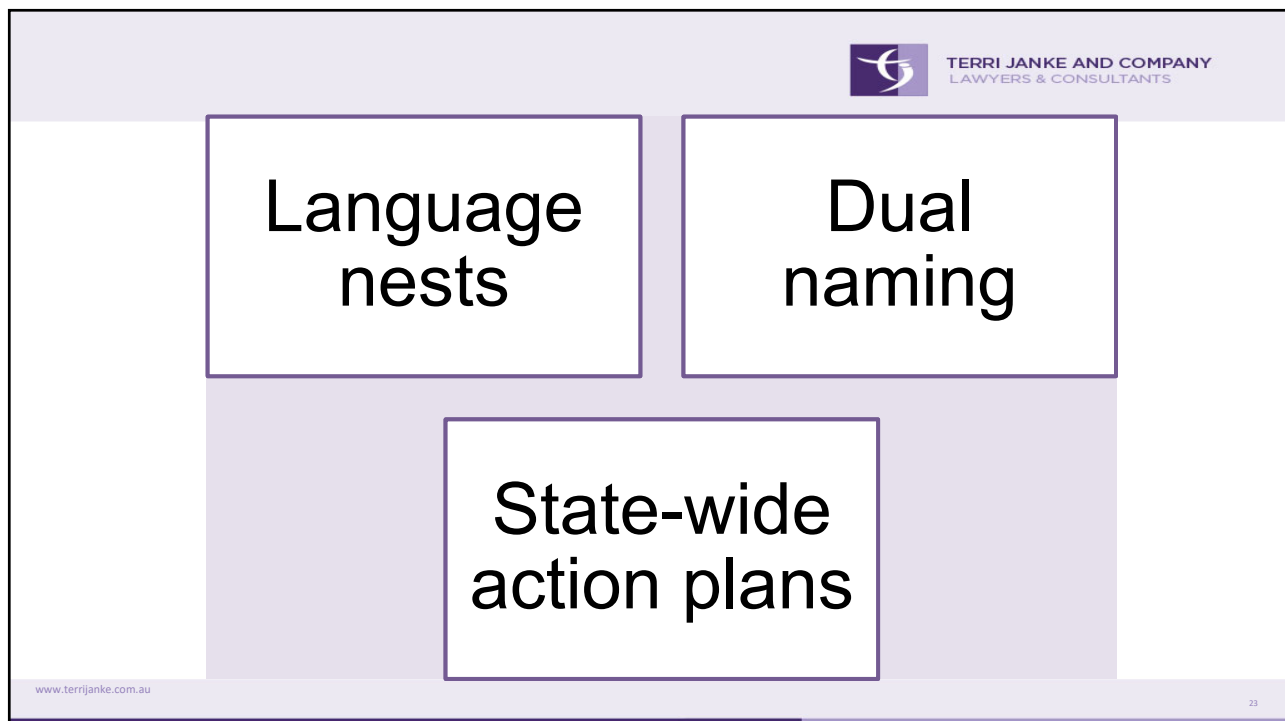 TERRI JANKE AND COMPANY
LAWYERS & CONSULTANTS
Language
nests
Dual
naming
State-wide
action plans
www.terrijanke.com.au
23